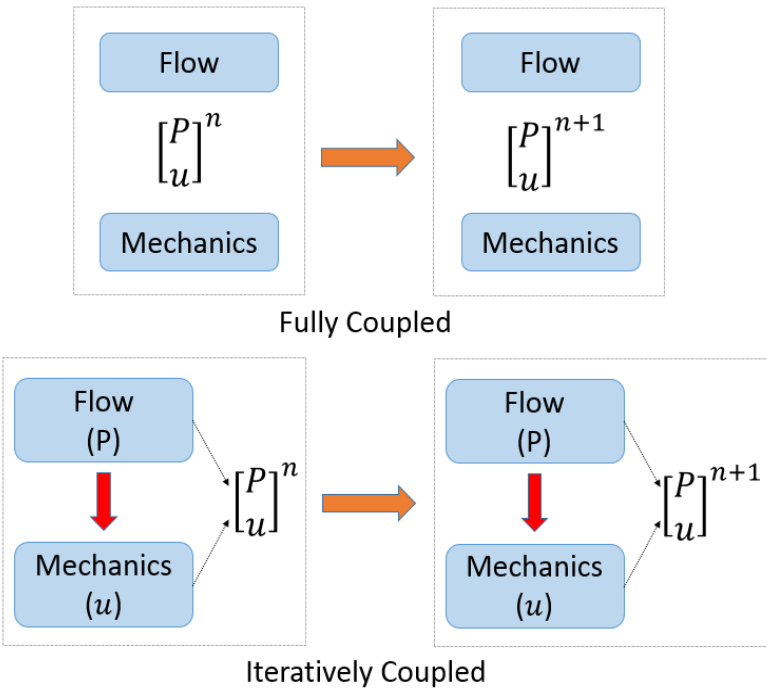 Flow
[P u]^n
Mechanics
Flow
[P u]^{n+1}
Mechanics
Fully Coupled
Flow
(P)
[P u]^n
Mechanics
(u)
Flow
(P)
[P u]^{n+1}
Mechanics
(u)
Iteratively Coupled